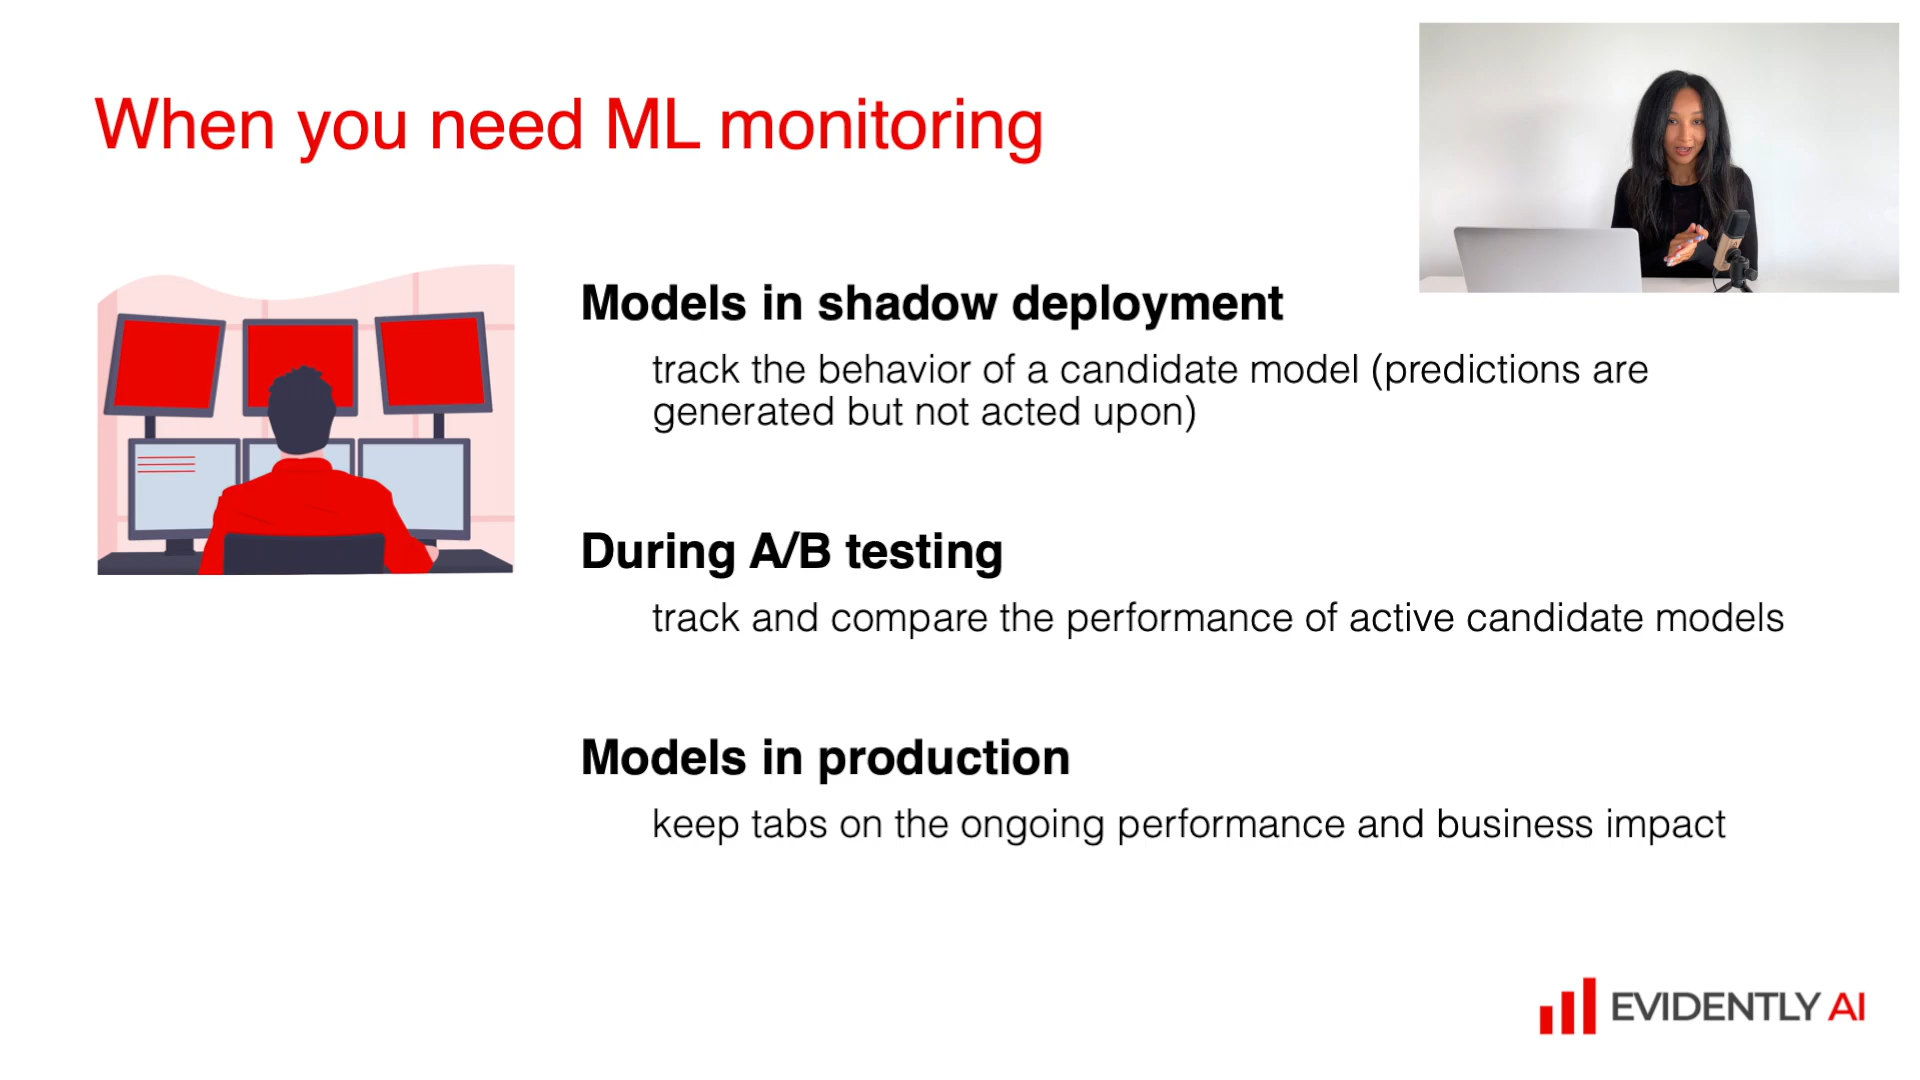 When you need ML monitoring
Models in shadow deployment
track the behavior of a candidate model (predictions are
generated but not acted upon)
During A/B testing
track and compare the performance of active candidate models
Models in production
keep tabs on the ongoing performance and business impact
EVIDENTLY AI